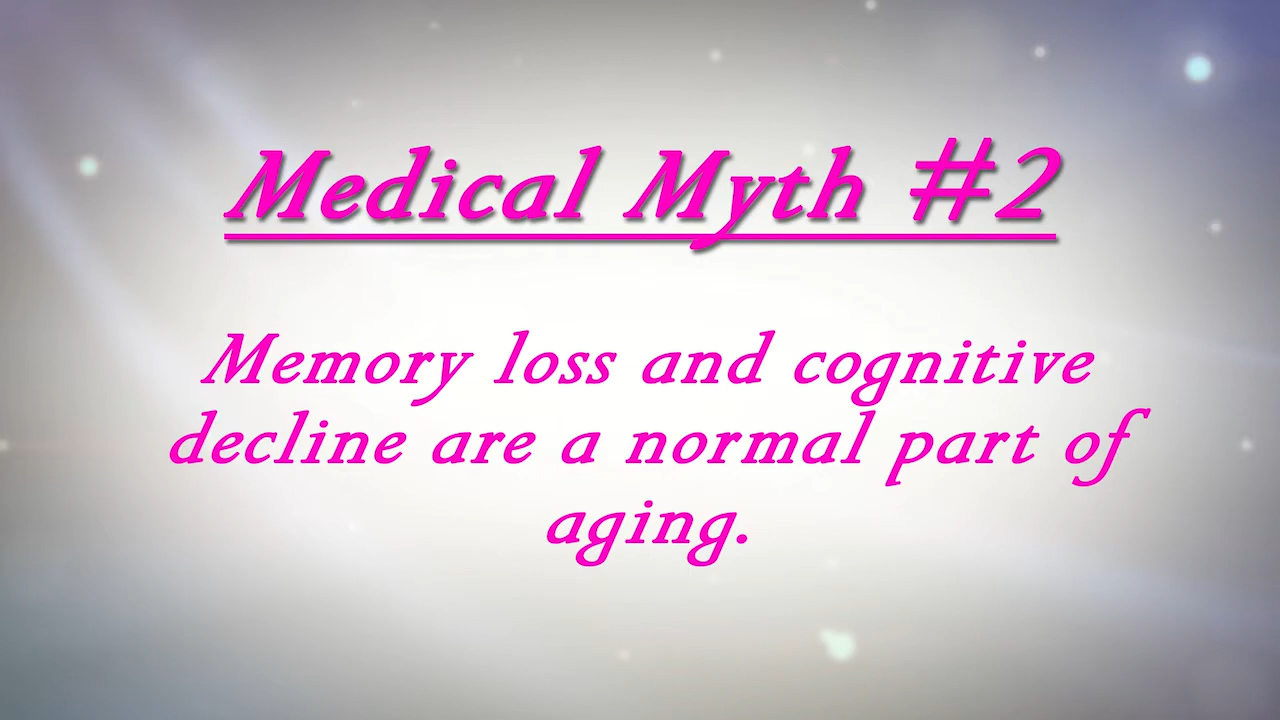 Medical Myth #2
Memory loss and cognitive
decline are a normal part of
aging.